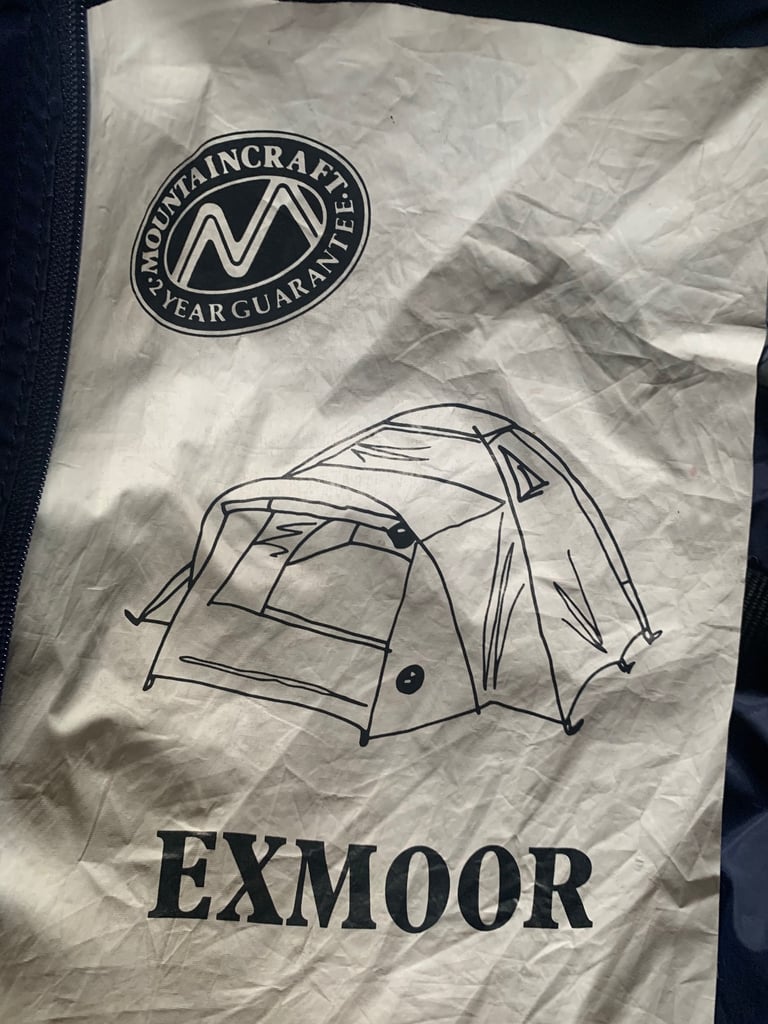 MOUNTAINCRAFT
· 2 YEAR GUARANTEE ·
EXMOOR